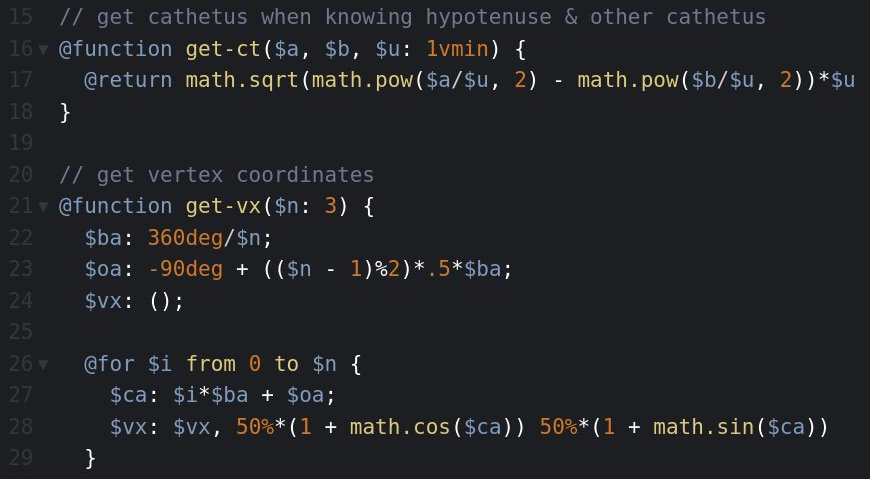 15 // get cathetus when knowing hypotenuse & other cathetus
16 ▼ @function get-ct($a, $b, $u: 1vmin) {
17   @return math.sqrt(math.pow($a/$u, 2) - math.pow($b/$u, 2))*$u
18 }
19
20 // get vertex coordinates
21 ▼ @function get-vx($n: 3) {
22   $ba: 360deg/$n;
23   $oa: -90deg + (($n - 1)%2)*.5*$ba;
24   $vx: ();
25
26 ▼   @for $i from 0 to $n {
27     $ca: $i*$ba + $oa;
28     $vx: $vx, 50%*(1 + math.cos($ca)) 50%*(1 + math.sin($ca))
29   }